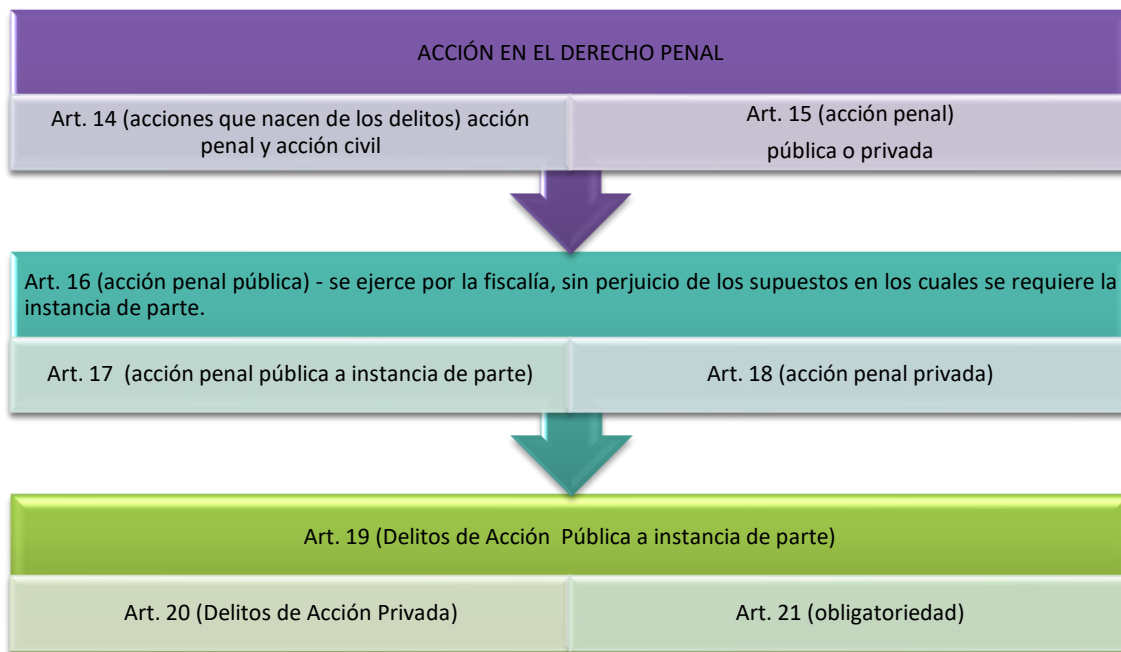 ACCIÓN EN EL DERECHO PENAL
Art. 14 (acciones que nacen de los delitos) acción
penal y acción civil
Art. 15 (acción penal)
pública o privada
Art. 16 (acción penal pública) - se ejerce por la fiscalía, sin perjuicio de los supuestos en los cuales se requiere la
instancia de parte.
Art. 17 (acción penal pública a instancia de parte)
Art. 18 (acción penal privada)
Art. 19 (Delitos de Acción Pública a instancia de parte)
Art. 20 (Delitos de Acción Privada)
Art. 21 (obligatoriedad)